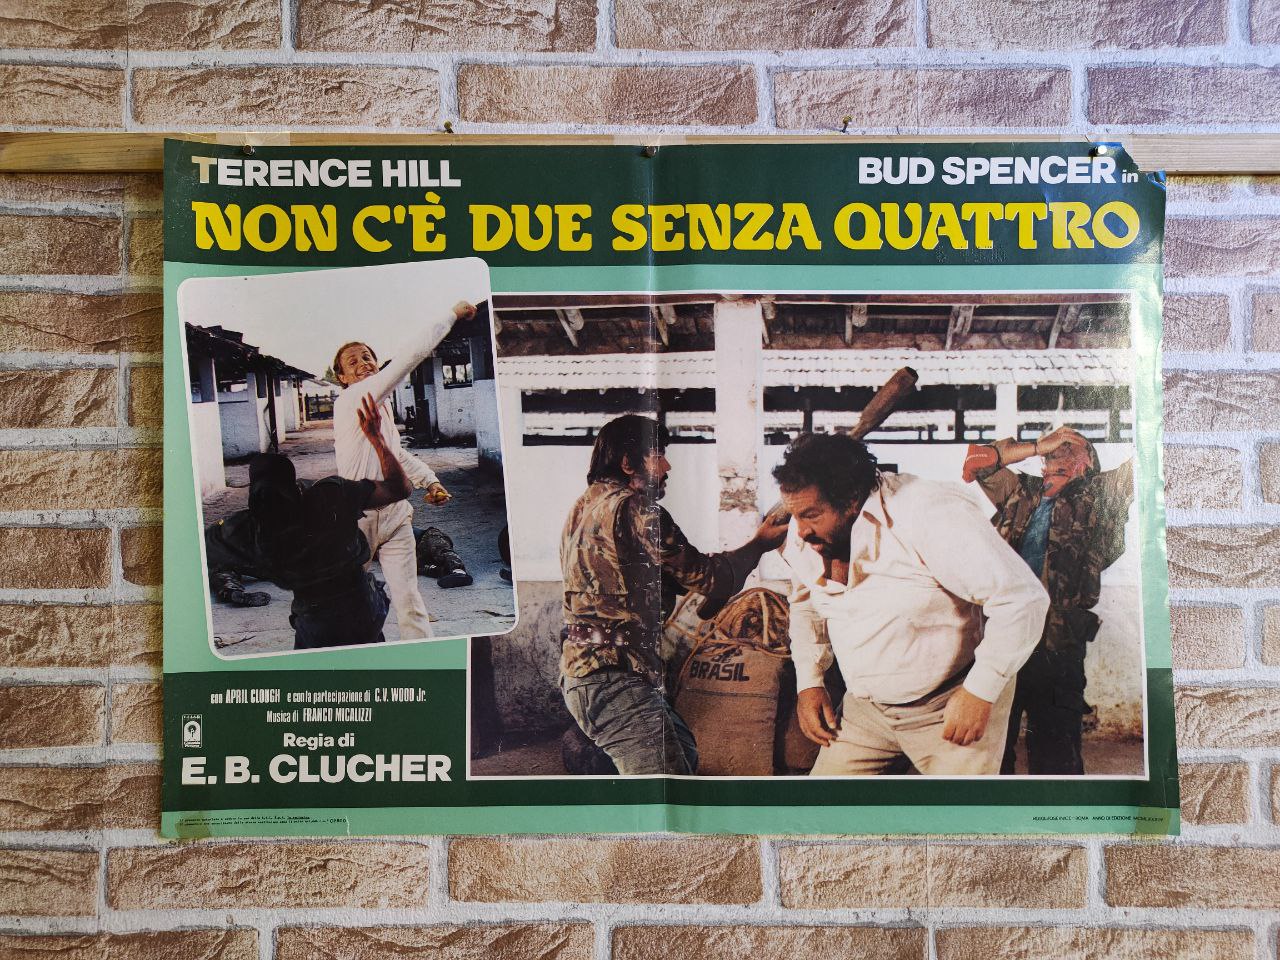 TERENCE HILL
BUD SPENCER in
NON C'È DUE SENZA QUATTRO
BRASIL
con APRIL CLOUGH e con la partecipazione di C.V. WOOD Jr.
Musica di FRANCO MICALIZZI
Regia di
E. B. CLUCHER